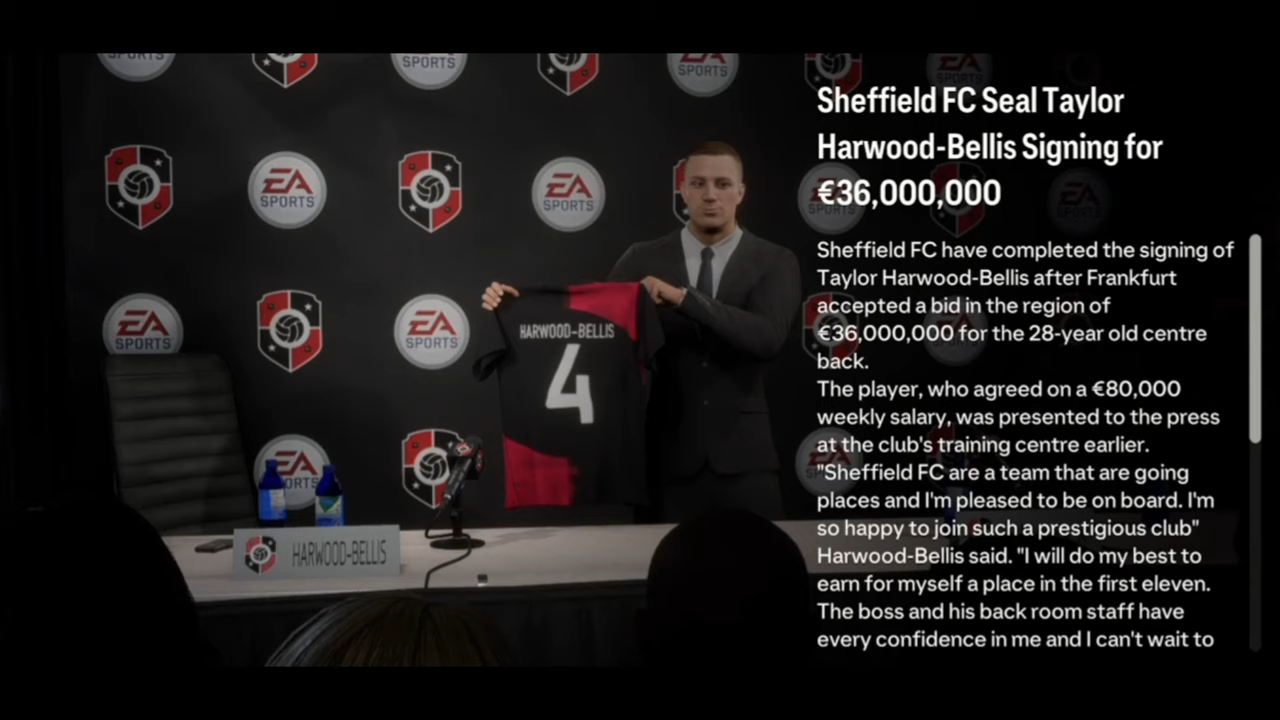 SPORTS
SPORTS
SPORTS
EA
SPORTS
EA
SPORTS
EA
SPORTS
EA
SPORTS
EA
SPORTS
EA
SPORTS
EA
HARWOOD-BELLIS
4
HARWOOD-BELLIS
Sheffield FC Seal Taylor
Harwood-Bellis Signing for
€36,000,000
Sheffield FC have completed the signing of
Taylor Harwood-Bellis after Frankfurt
accepted a bid in the region of
€36,000,000 for the 28-year old centre
back.
The player, who agreed on a €80,000
weekly salary, was presented to the press
at the club's training centre earlier.
"Sheffield FC are a team that are going
places and I'm pleased to be on board. I'm
so happy to join such a prestigious club"
Harwood-Bellis said. "I will do my best to
earn for myself a place in the first eleven.
The boss and his back room staff have
every confidence in me and I can't wait to